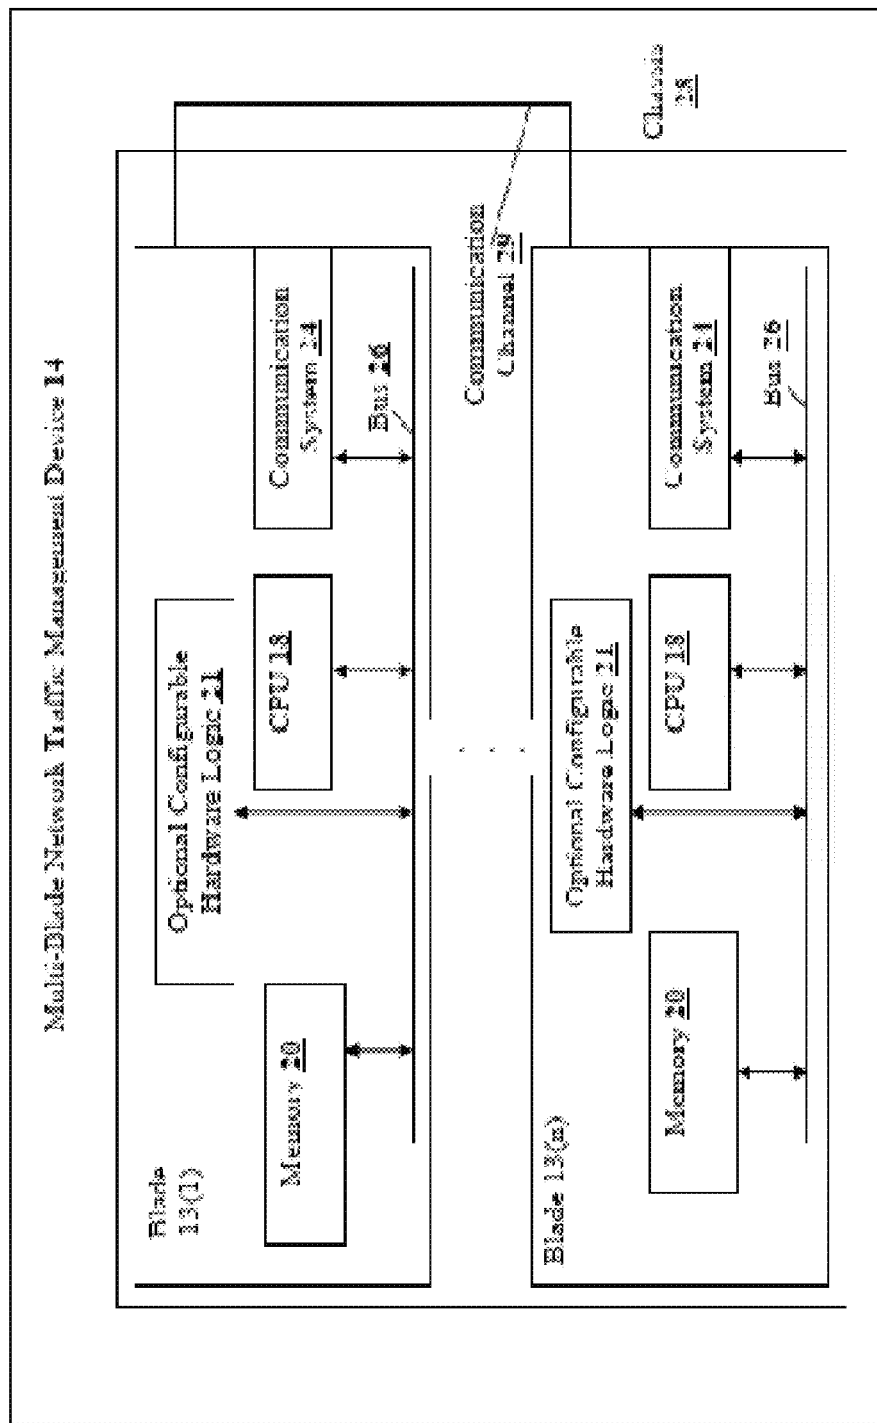 Multi-Blade Network Traffic Management Device 14
Blade
13(1)
Memory 20
Optional Configurable
Hardware Logic 21
CPU 18
Communication
System 24
Bus 26
Communication
Channel 29
Chassis
Blade 13(n)
Memory 20
Optional Configurable
Hardware Logic 21
CPU 18
Communication
System 24
Bus 26